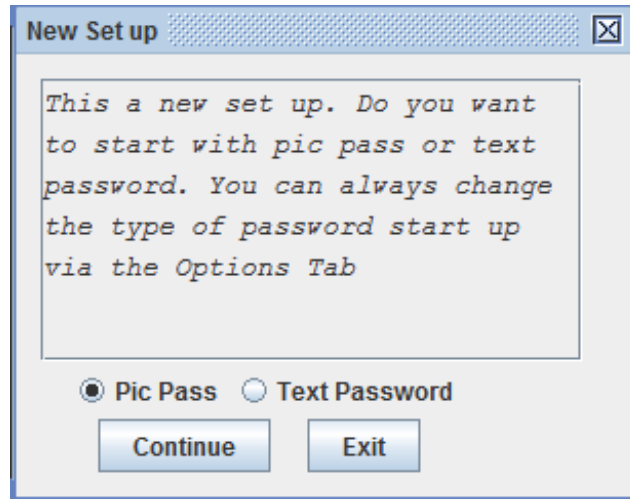 New Set up
This a new set up. Do you want
to start with pic pass or text
password. You can always change
the type of password start up
via the Options Tab
Pic Pass Text Password
Continue Exit